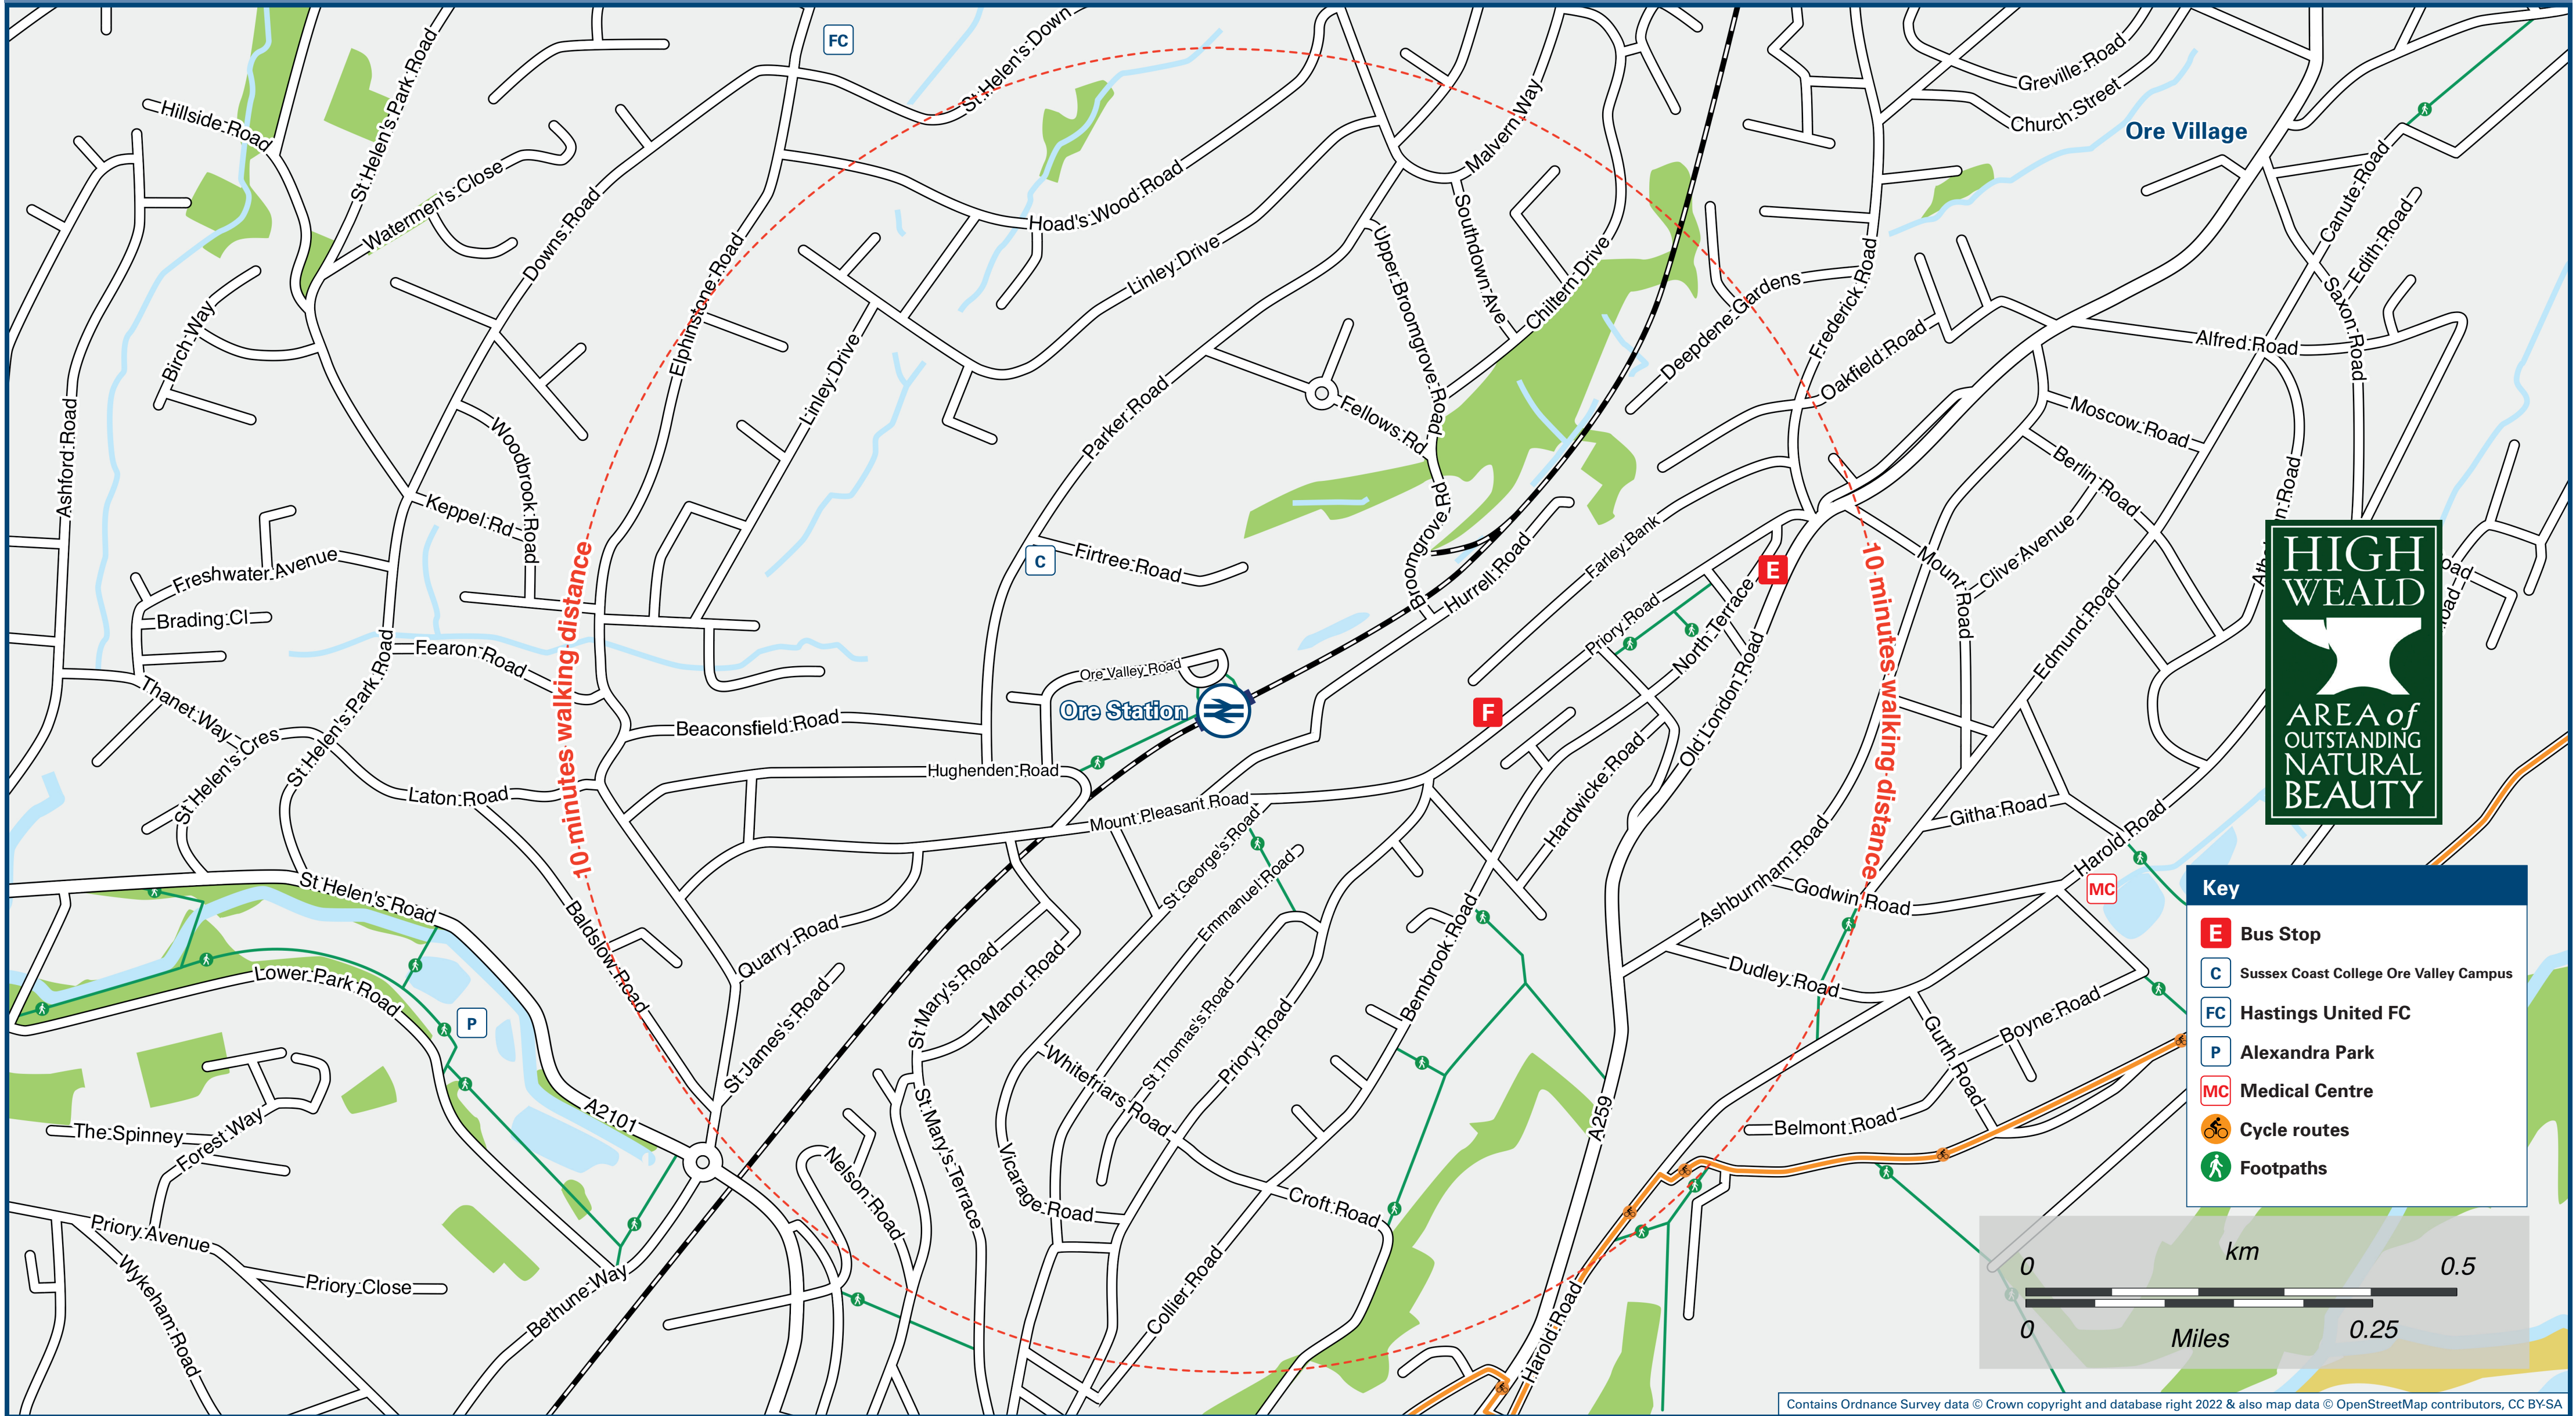 FC
St Helen's Down
Greville Road
Church Street
Ore Village
Hillside Road
St Helen's Park Road
Watermen's Close
Downs Road
Elphinstone Road
Hoad's Wood Road
Linley Drive
Malvern Way
Southdown Ave
Upper Broomgrove Road
Chiltern Drive
Deepdene Gardens
Frederick Road
Oakfield Road
Canute Road
Edith Road
Saxon Road
Alfred Road
Birch Way
Linley Drive
Parker Road
Fellows Rd
Moscow Road
Berlin Road
Ashford Road
Woodbrook Road
Keppel Rd
Freshwater Avenue
Brading Cl
Fearon Road
C
Firtree Road
Broomgrove Rd
Hurrell Road
Farley Bank
Priory Road
E
North Terrace
Old London Road
Mount Road
Clive Avenue
Edmund Road
10 minutes walking distance
10 minutes walking distance
Thanet Way
St Helen's Cres
St Helen's Park Road
Laton Road
Beaconsfield Road
Ore Valley Road
Ore Station
Hughenden Road
Mount Pleasant Road
F
Hardwicke Road
Githa Road
Harold Road
MC
Ashburnham Road
Godwin Road
Dudley Road
St Helen's Road
Lower Park Road
P
Baldslow Road
Quarry Road
St James's Road
St George's Road
Emmanuel Road
St Mary's Road
Manor Road
St Thomas's Road
Priory Road
Bembrook Road
Whitefriars Road
Gurth Road
Boyne Road
Belmont Road
A2101
A259
The Spinney
Forest Way
Priory Avenue
Wykeham Road
Priory Close
Bethune Way
Nelson Road
St Mary's Terrace
Vicarage Road
Croft Road
Collier Road
Harold Road
HIGH
WEALD
AREA of
OUTSTANDING
NATURAL
BEAUTY
Key
E Bus Stop
C Sussex Coast College Ore Valley Campus
FC Hastings United FC
P Alexandra Park
MC Medical Centre
Cycle routes
Footpaths
km
0 0.5
0 0.25
Miles
Contains Ordnance Survey data © Crown copyright and database right 2022 & also map data © OpenStreetMap contributors, CC BY-SA